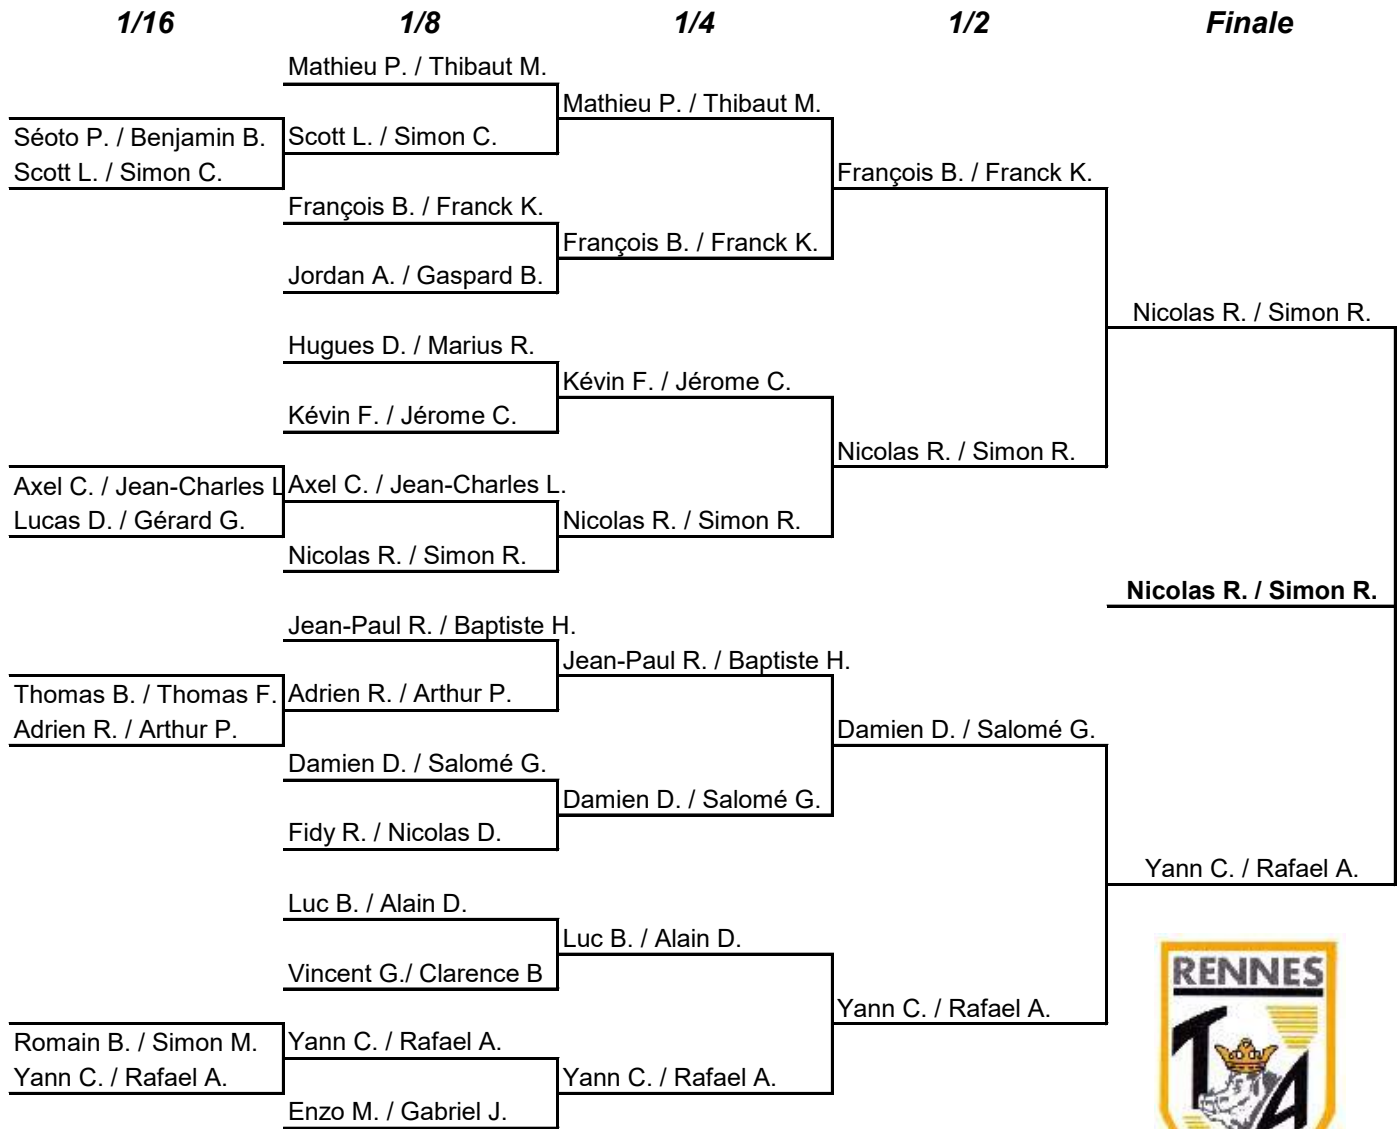 1/16 1/8 1/4 1/2 Finale
Mathieu P. / Thibaut M.
Mathieu P. / Thibaut M.
Séoto P. / Benjamin B. Scott L. / Simon C.
Scott L. / Simon C. François B. / Franck K.
François B. / Franck K.
François B. / Franck K.
Jordan A. / Gaspard B.
Nicolas R. / Simon R.
Hugues D. / Marius R.
Kévin F. / Jérome C.
Kévin F. / Jérome C.
Nicolas R. / Simon R.
Axel C. / Jean-Charles L Axel C. / Jean-Charles L.
Lucas D. / Gérard G. Nicolas R. / Simon R.
Nicolas R. / Simon R.
Nicolas R. / Simon R.
Jean-Paul R. / Baptiste H.
Jean-Paul R. / Baptiste H.
Thomas B. / Thomas F. Adrien R. / Arthur P.
Adrien R. / Arthur P. Damien D. / Salomé G.
Damien D. / Salomé G.
Damien D. / Salomé G.
Fidy R. / Nicolas D.
Yann C. / Rafael A.
Luc B. / Alain D.
Luc B. / Alain D.
Vincent G./ Clarence B
Yann C. / Rafael A.
Romain B. / Simon M. Yann C. / Rafael A.
Yann C. / Rafael A. Yann C. / Rafael A.
Enzo M. / Gabriel J.
RENNES
TA